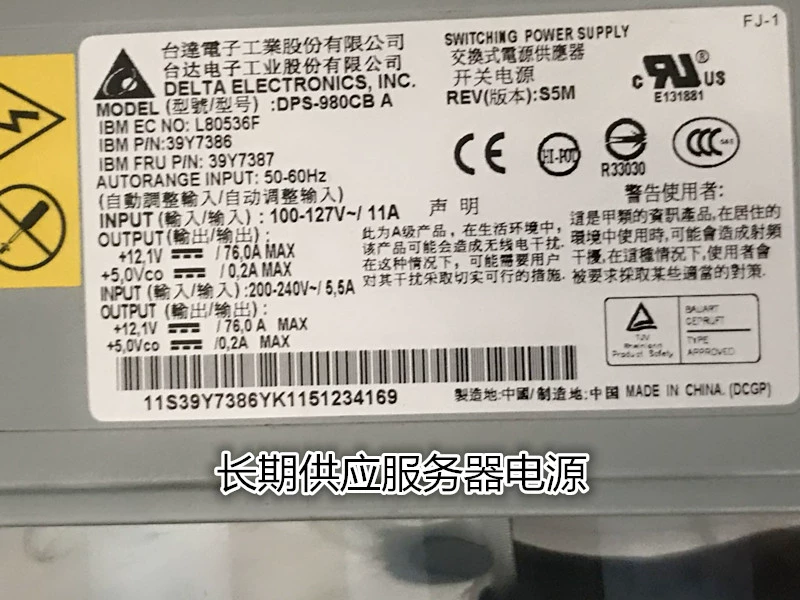 FJ-1
台達電子工業股份有限公司
台达电子工业股份有限公司
DELTA ELECTRONICS, INC.
MODEL (型號/型号) :DPS-980CB A
IBM EC NO: L80536F
IBM P/N:39Y7386
IBM FRU P/N: 39Y7387
AUTORANGE INPUT: 50-60Hz
(自動調整輸入/自动调整输入)
INPUT (輸入/输入) : 100-127V~/ 11A
OUTPUT(輸出/输出) :
+12,1V / 76,0A MAX
+5,0Vco / 0,2A MAX
INPUT (輸入/输入) :200-240V~/ 5,5A
OUTPUT (輸出/输出) :
+12,1V / 76,0 A MAX
+5,0Vco /0,2A MAX
11S39Y7386YK1151234169
SWITCHING POWER SUPPLY
交換式電源供應器
开关电源
REV(版本):S5M
c RU ® US
E131881
CE
HI-POT
R33030
CCC
S&E
声 明
此为A级产品，在生活环境中，
该产品可能会造成无线电干扰.
在这种情况下，可能需要用户
对其干扰采取切实可行的措施.
警告使用者:
這是甲類的資訊產品,在居住的
環境中使用時,可能會造成射頻
干擾,在這種情況下,使用者會
被要求採取某些適當的對策.
TÜV
Rheinland
Product Safety
BAUART
GEPRUFT
TYPE
APPROVED
製造地:中國/制造地:中国 MADE IN CHINA. (DCGP)
长期供应服务器电源